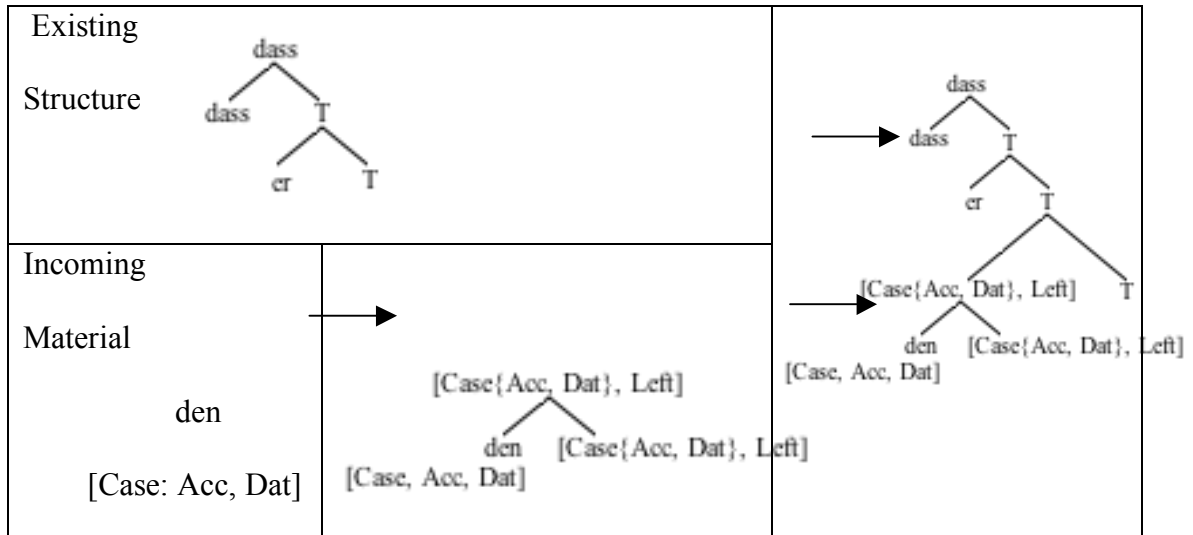 Existing
Structure
dass
dass T
er T
Incoming
Material
den
[Case: Acc, Dat]
[Case{Acc, Dat}, Left]
den [Case{Acc, Dat}, Left]
[Case, Acc, Dat]
dass
dass T
er T
[Case{Acc, Dat}, Left] T
den [Case{Acc, Dat}, Left]
[Case, Acc, Dat]